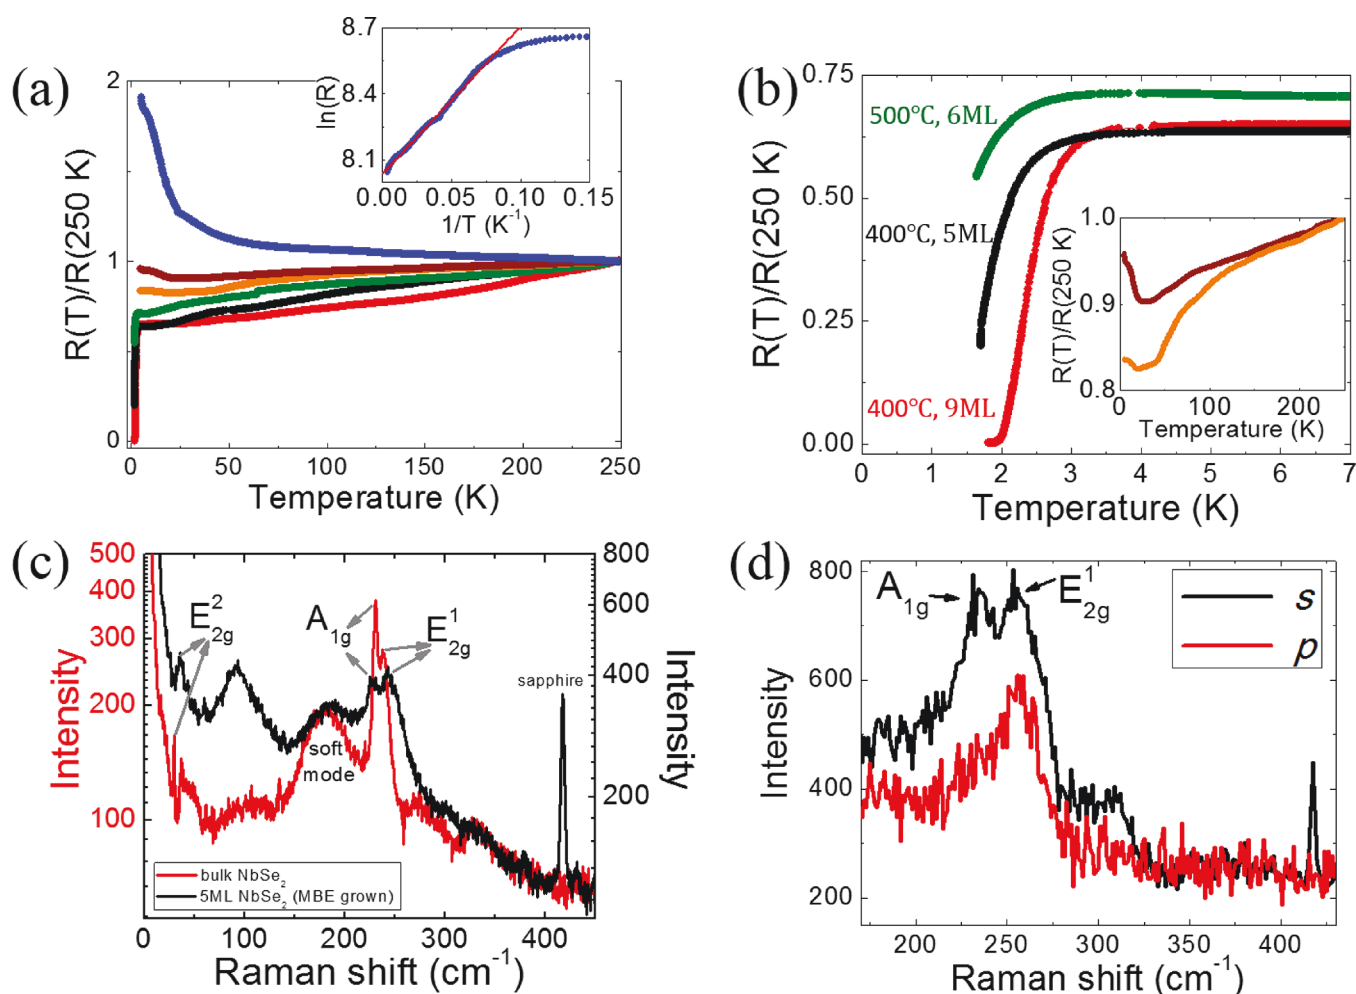 (a)
2
1
0
R(T)/R(250 K)
0
50
100
150
200
250
Temperature (K)
8.7
8.4
8.1
ln(R)
0.00
0.05
0.10
0.15
1/T (K⁻¹)
(b)
0.75
0.50
0.25
0.00
R(T)/R(250 K)
500°C, 6ML
400°C, 5ML
400°C, 9ML
0
1
2
3
4
5
6
7
Temperature (K)
1.0
0.9
0.8
R(T)/R(250 K)
0
100
200
Temperature (K)
(c)
500
400
300
200
100
Intensity
800
600
400
200
Intensity
E²₂g
A₁g
E¹₂g
sapphire
soft
mode
bulk NbSe₂
5ML NbSe₂ (MBE grown)
0
100
200
300
400
Raman shift (cm⁻¹)
(d)
800
600
400
200
Intensity
A₁g
E¹₂g
s
p
200
250
300
350
400
Raman shift (cm⁻¹)